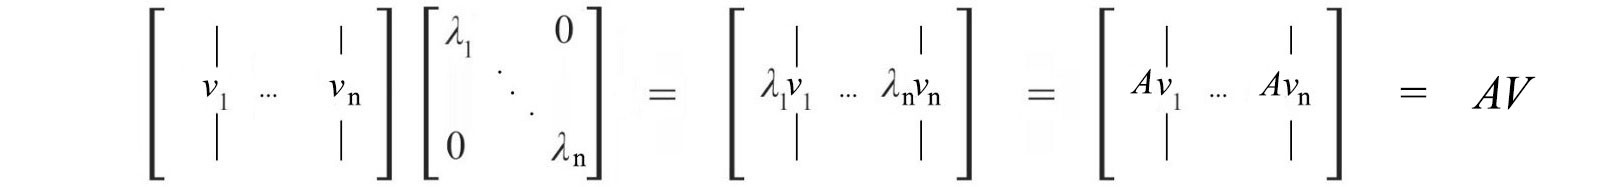 [v₁ ... vₙ] [λ₁ 0 ⋱ 0 λₙ] = [λ₁v₁ ... λₙvₙ] = [Av₁ ... Avₙ] = AV